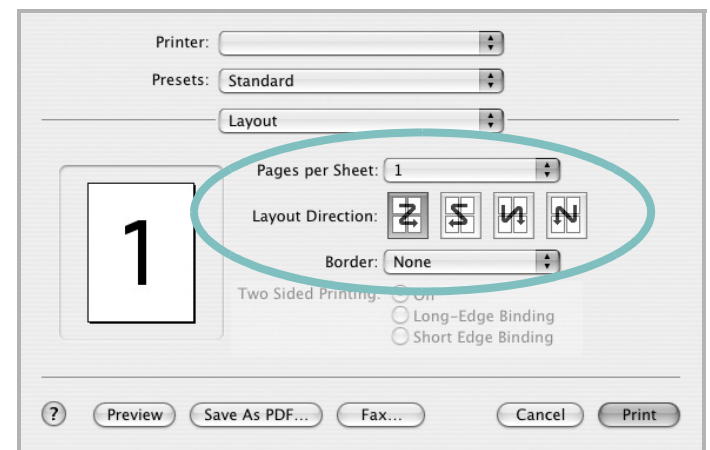 Printer:
Presets: Standard
Layout
Pages per Sheet: 1
Layout Direction:
Border: None
1
Two Sided Printing:
Long-Edge Binding
Short Edge Binding
? Preview Save As PDF... Fax... Cancel Print